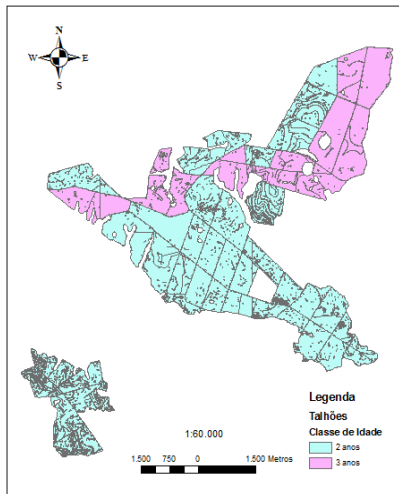 N
W E
S
Legenda
Talhões
Classe de Idade
2 anos
3 anos
1:60.000
1.500 750 0 1.500 Metros